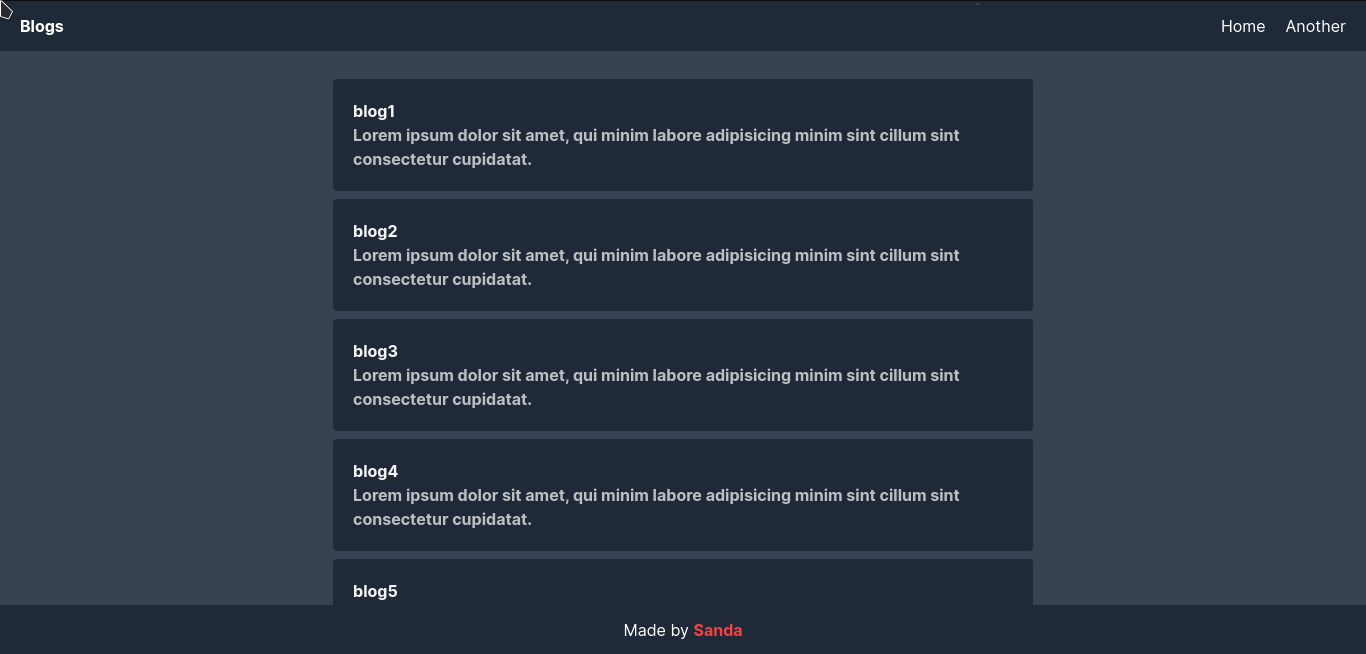 Blogs
Home Another
blog1
Lorem ipsum dolor sit amet, qui minim labore adipisicing minim sint cillum sint
consectetur cupidatat.
blog2
Lorem ipsum dolor sit amet, qui minim labore adipisicing minim sint cillum sint
consectetur cupidatat.
blog3
Lorem ipsum dolor sit amet, qui minim labore adipisicing minim sint cillum sint
consectetur cupidatat.
blog4
Lorem ipsum dolor sit amet, qui minim labore adipisicing minim sint cillum sint
consectetur cupidatat.
blog5
Made by Sanda